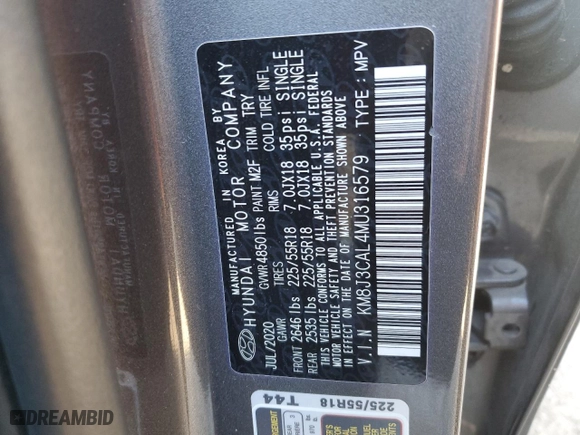 MANUFACTURED IN KOREA BY
HYUNDAI MOTOR COMPANY
JUL/2020 GVWR 4850 lbs PAINT M2F TRIM TRY
GAWR TIRES RIMS COLD TIRE INFL
FRONT 2646 lbs 225/55R18 7.0JX18 35psi SINGLE
REAR 2535 lbs 225/55R18 7.0JX18 35psi SINGLE
THIS VEHICLE CONFORMS TO ALL APPLICABLE U.S.A. FEDERAL
MOTOR VEHICLE SAFETY, BUMPER, AND THEFT PREVENTION STANDARDS IN EFFECT ON THE DATE OF MANUFACTURE SHOWN ABOVE
V.I.N KM8J3CAL4MU316579 TYPE : MPV
225/55R18
T44
DREAMBID